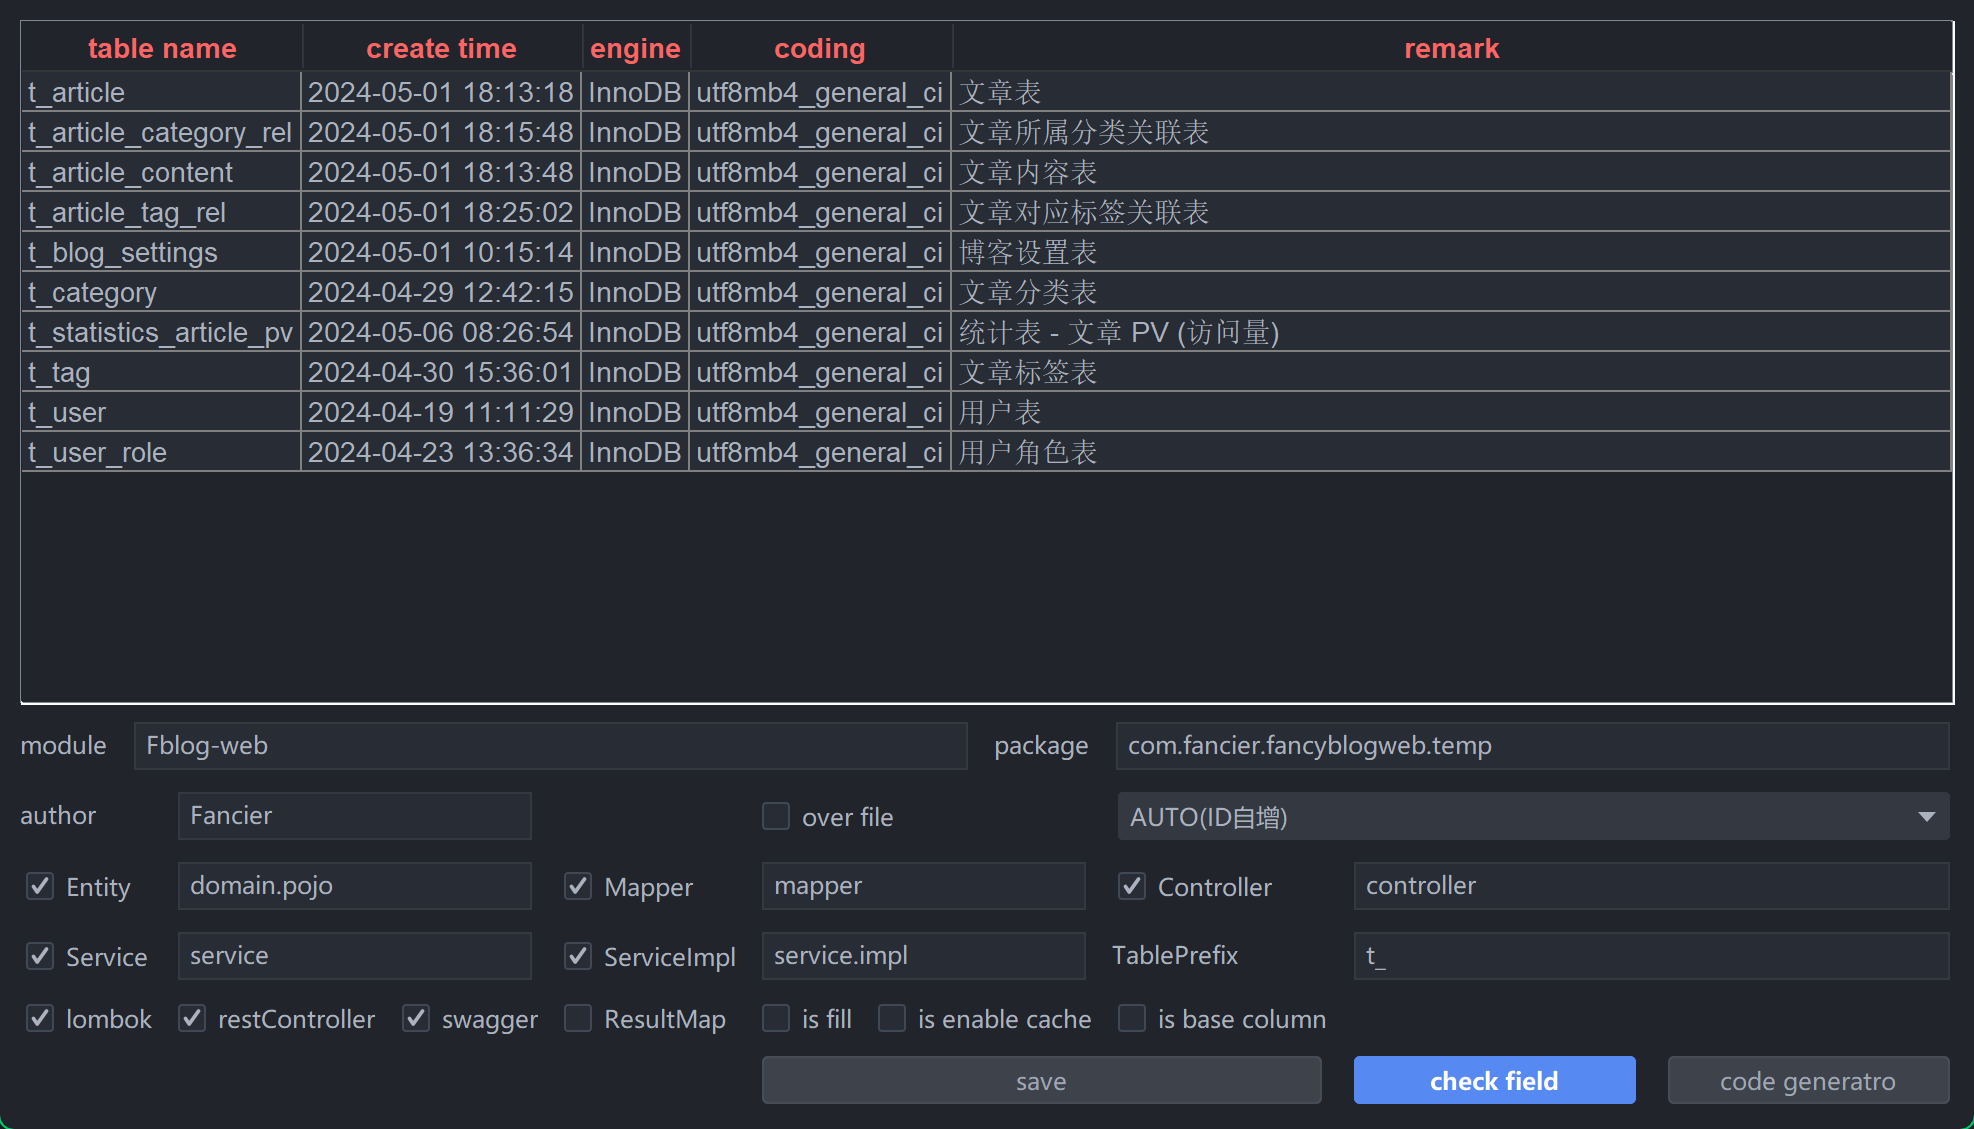 table name create time engine coding remark
t_article 2024-05-01 18:13:18 InnoDB utf8mb4_general_ci 文章表
t_article_category_rel 2024-05-01 18:15:48 InnoDB utf8mb4_general_ci 文章所属分类关联表
t_article_content 2024-05-01 18:13:48 InnoDB utf8mb4_general_ci 文章内容表
t_article_tag_rel 2024-05-01 18:25:02 InnoDB utf8mb4_general_ci 文章对应标签关联表
t_blog_settings 2024-05-01 10:15:14 InnoDB utf8mb4_general_ci 博客设置表
t_category 2024-04-29 12:42:15 InnoDB utf8mb4_general_ci 文章分类表
t_statistics_article_pv 2024-05-06 08:26:54 InnoDB utf8mb4_general_ci 统计表 - 文章 PV (访问量)
t_tag 2024-04-30 15:36:01 InnoDB utf8mb4_general_ci 文章标签表
t_user 2024-04-19 11:11:29 InnoDB utf8mb4_general_ci 用户表
t_user_role 2024-04-23 13:36:34 InnoDB utf8mb4_general_ci 用户角色表
module Fblog-web package com.fancier.fancyblogweb.temp
author Fancier over file AUTO(ID自增)
Entity domain.pojo Mapper mapper Controller controller
Service service ServiceImpl service.impl TablePrefix t_
lombok restController swagger ResultMap is fill is enable cache is base column
save check field code generatro